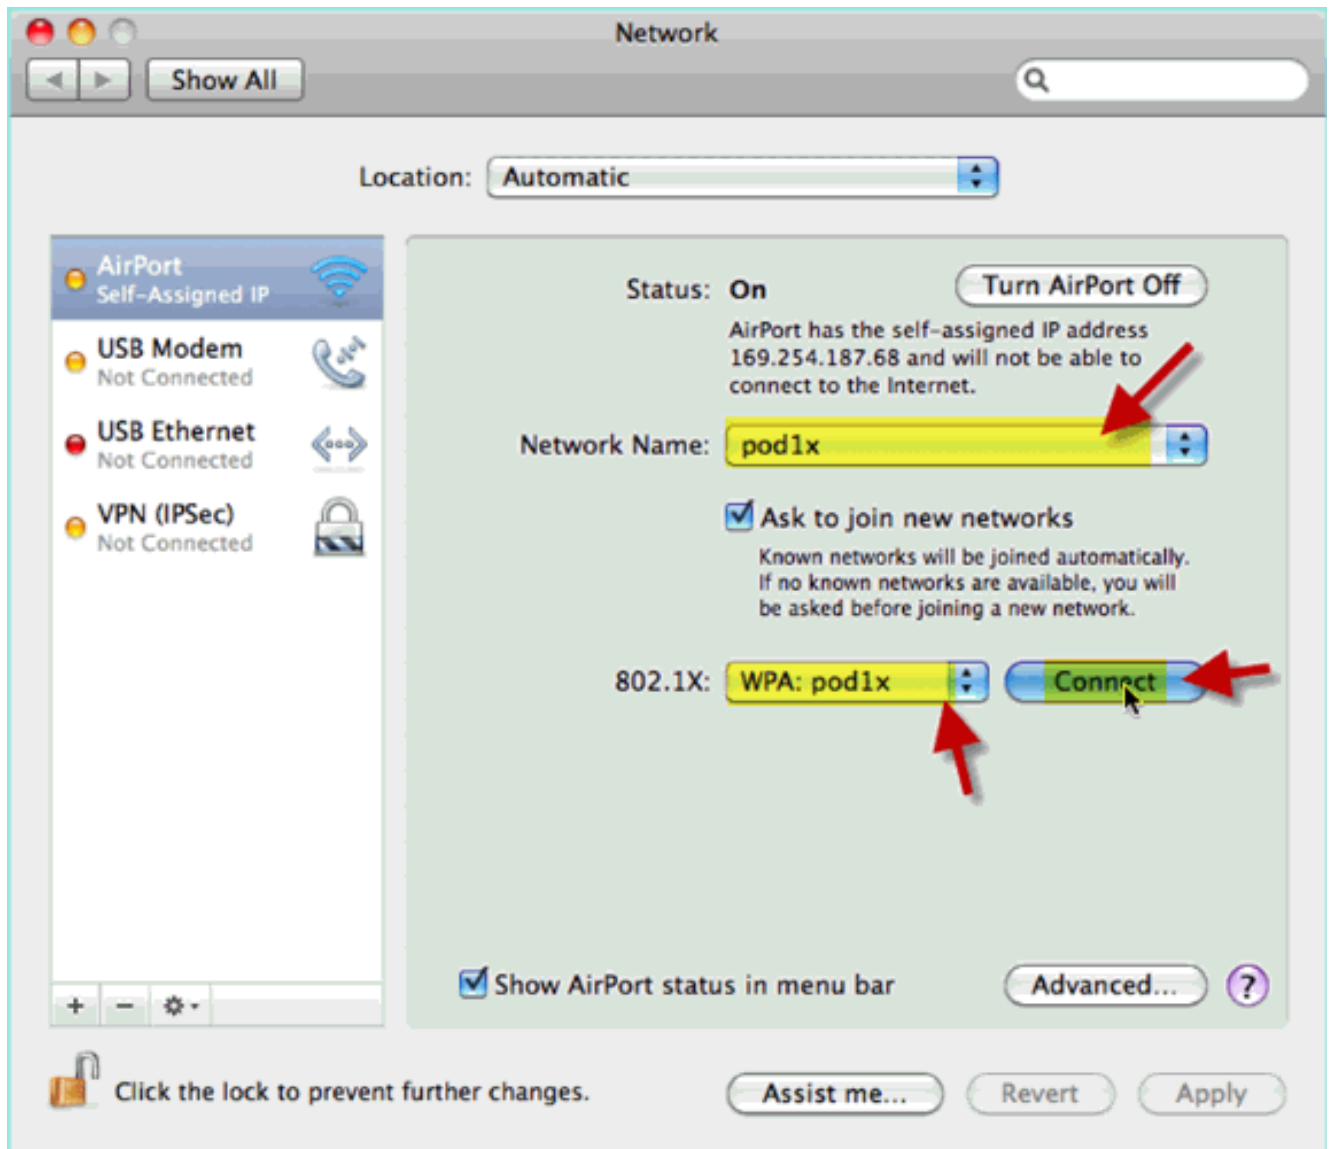 Network
Show All
Location: Automatic
AirPort
Self-Assigned IP
USB Modem
Not Connected
USB Ethernet
Not Connected
VPN (IPSec)
Not Connected
Status: On
Turn AirPort Off
AirPort has the self-assigned IP address
169.254.187.68 and will not be able to
connect to the Internet.
Network Name: pod1x
Ask to join new networks
Known networks will be joined automatically.
If no known networks are available, you will
be asked before joining a new network.
802.1X: WPA: pod1x Connect
Show AirPort status in menu bar Advanced... ?
Click the lock to prevent further changes. Assist me... Revert Apply